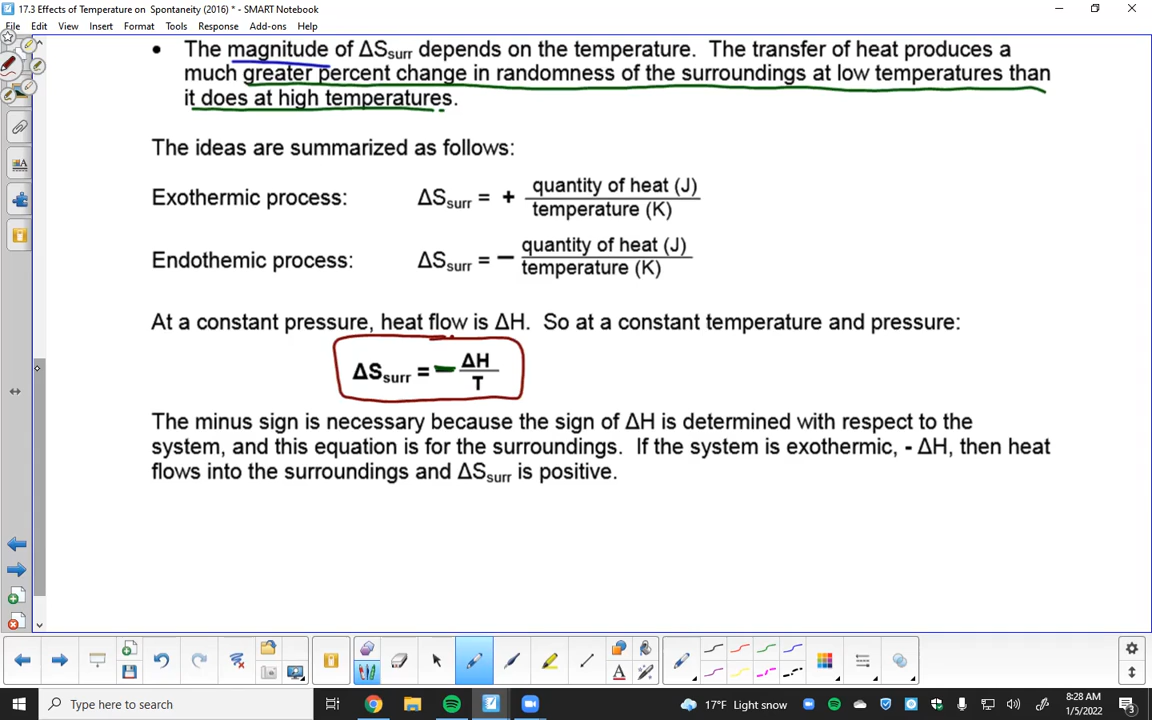 17.3 Effects of Temperature on Spontaneity (2016) * - SMART Notebook
File Edit View Insert Format Tools Response Add-ons Help
• The magnitude of ΔSsurr depends on the temperature. The transfer of heat produces a
much greater percent change in randomness of the surroundings at low temperatures than
it does at high temperatures.
The ideas are summarized as follows:
Exothermic process: ΔSsurr = + quantity of heat (J)
temperature (K)
Endothemic process: ΔSsurr = − quantity of heat (J)
temperature (K)
At a constant pressure, heat flow is ΔH. So at a constant temperature and pressure:
ΔSsurr = − ΔH
T
The minus sign is necessary because the sign of ΔH is determined with respect to the
system, and this equation is for the surroundings. If the system is exothermic, - ΔH, then heat
flows into the surroundings and ΔSsurr is positive.
Type here to search
17°F Light snow
8:28 AM
1/5/2022
3